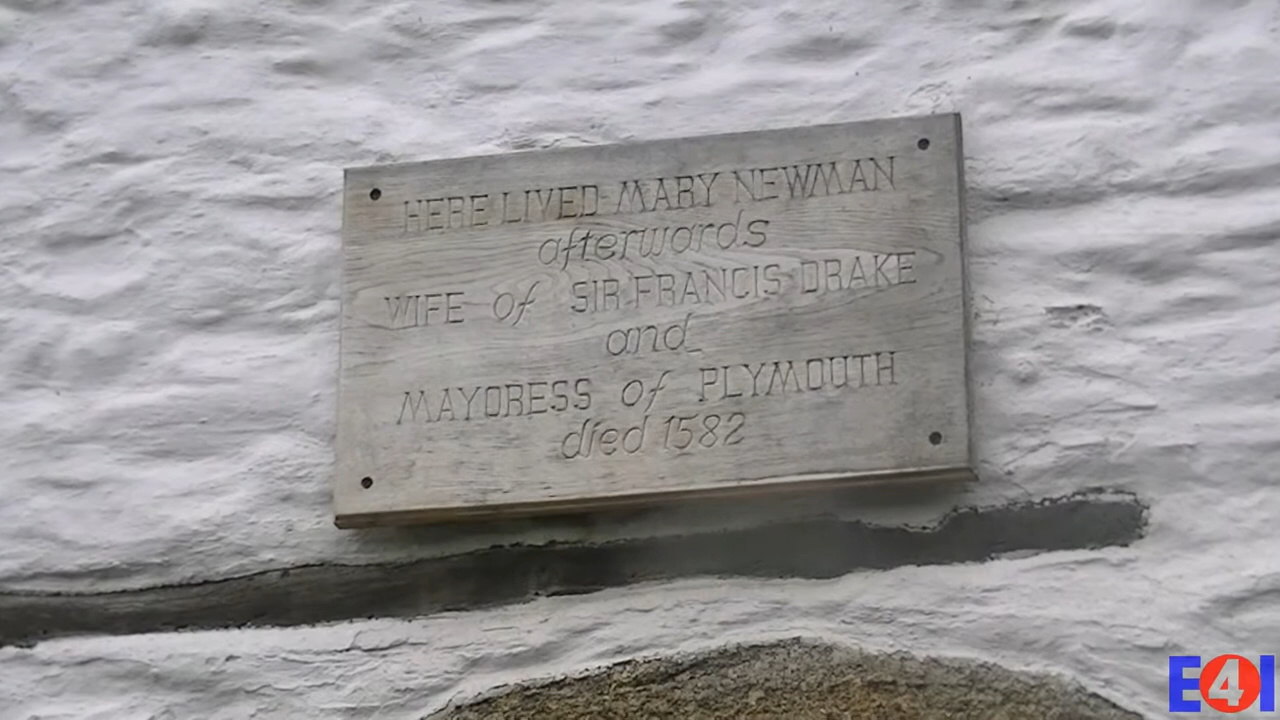 HERE LIVED MARY NEWMAN
afterwards
WIFE of SIR FRANCIS DRAKE
and
MAYORESS of PLYMOUTH
died 1582
E4I